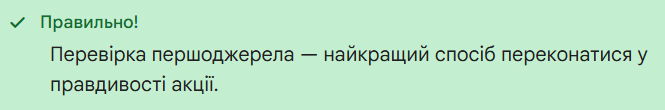 Правильно!
Перевірка першоджерела — найкращий спосіб переконатися у
правдивості акції.